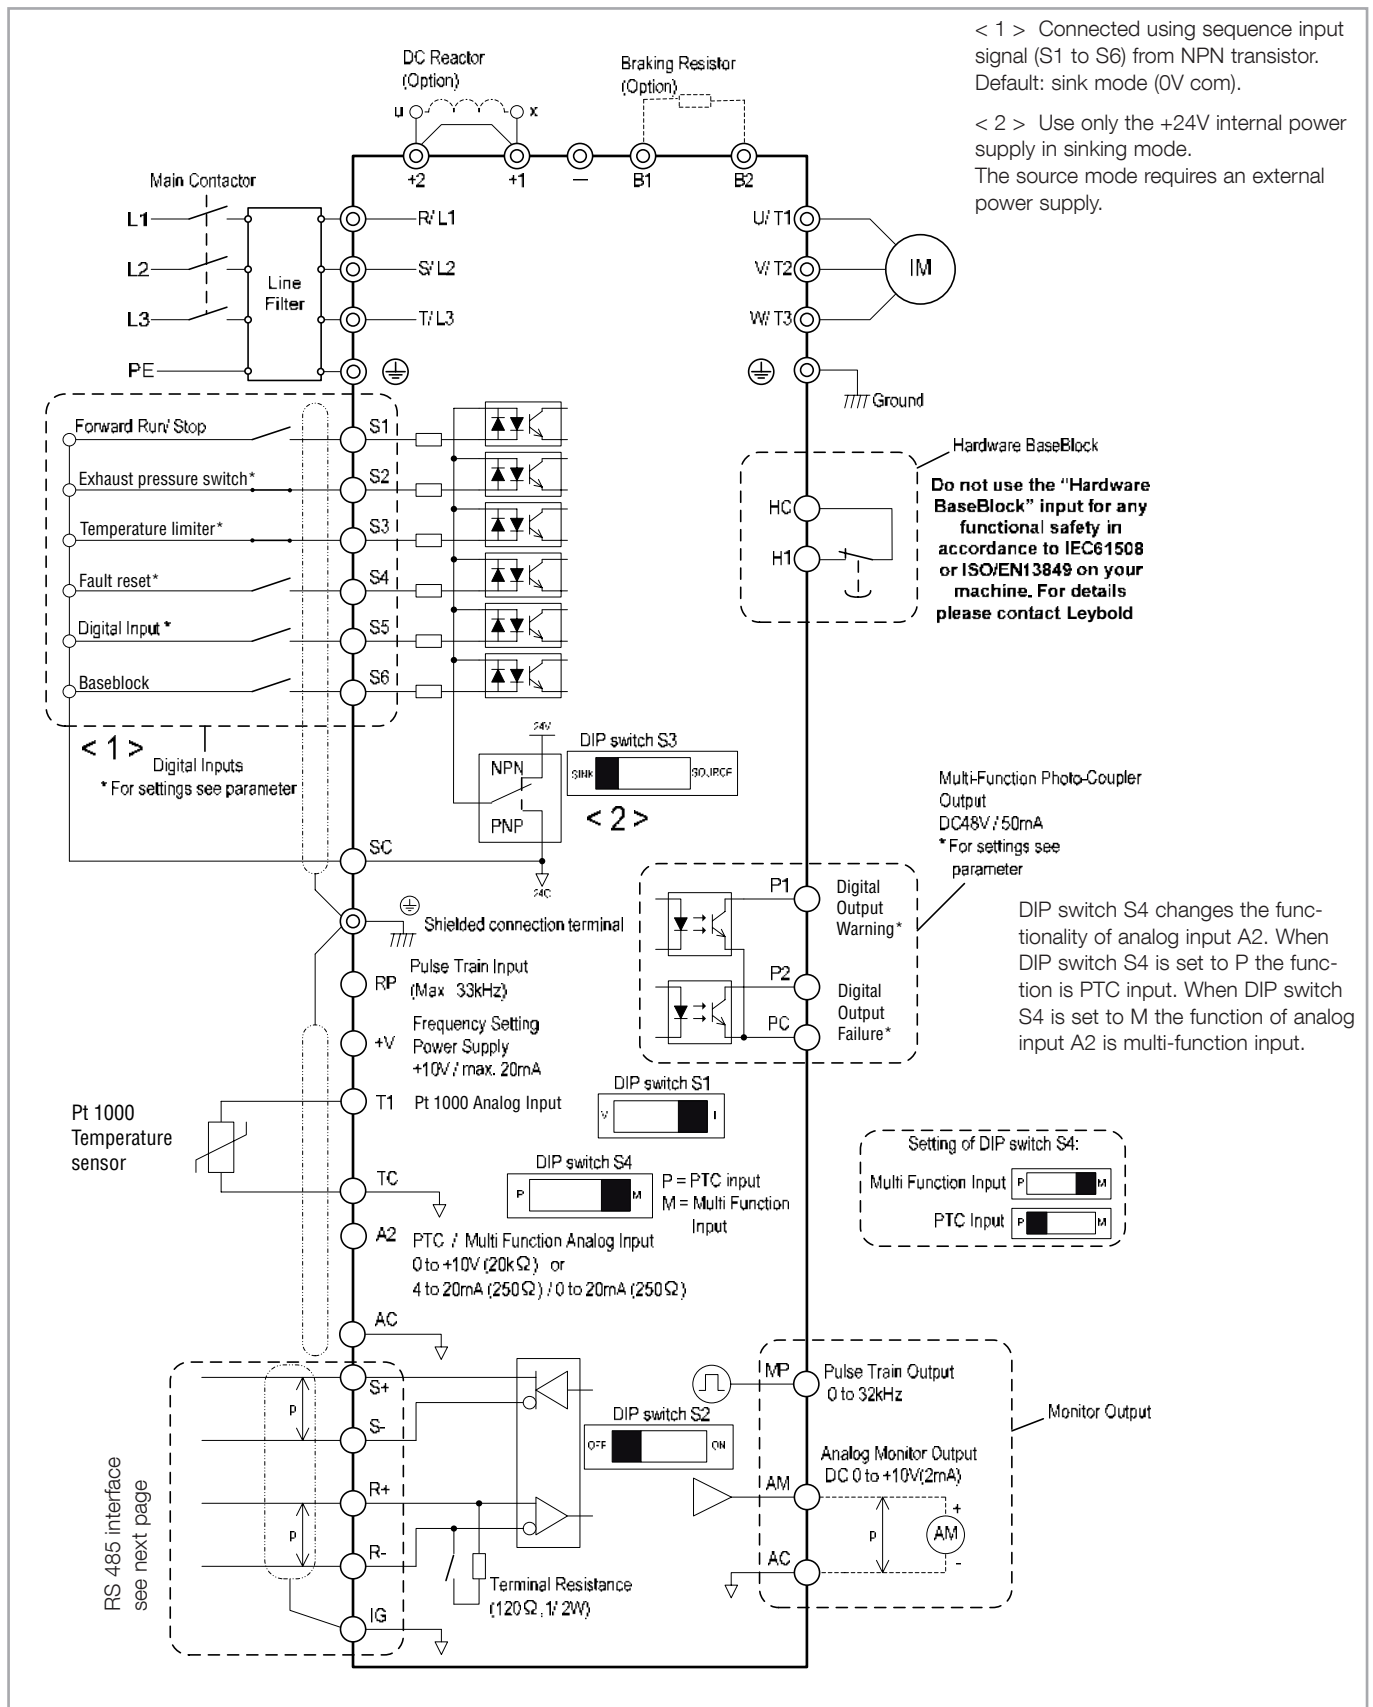 < 1 > Connected using sequence input
signal (S1 to S6) from NPN transistor.
Default: sink mode (0V com).
< 2 > Use only the +24V internal power
supply in sinking mode.
The source mode requires an external
power supply.
DC Reactor
(Option)
u
x
Braking Resistor
(Option)
+2
+1
—
B1
B2
Main Contactor
L1
L2
L3
PE
Line
Filter
R/ L1
S/ L2
T/ L3
U/ T1
V/ T2
W/ T3
IM
Ground
Forward Run/ Stop
S1
Exhaust pressure switch*
S2
Temperature limiter*
S3
Fault reset*
S4
Digital Input *
S5
Baseblock
S6
< 1 >
Digital Inputs
* For settings see parameter
Hardware BaseBlock
HC
H1
Do not use the “Hardware
BaseBlock” input for any
functional safety in
accordance to IEC61508
or ISO/EN13849 on your
machine. For details
please contact Leybold
24V
NPN
PNP
DIP switch S3
SINK
SOURCE
< 2 >
SC
24C
Shielded connection terminal
Multi-Function Photo-Coupler
Output
DC48V / 50mA
* For settings see
parameter
P1
Digital
Output
Warning*
P2
Digital
Output
Failure*
PC
DIP switch S4 changes the func-
tionality of analog input A2. When
DIP switch S4 is set to P the func-
tion is PTC input. When DIP switch
S4 is set to M the function of analog
input A2 is multi-function input.
RP
Pulse Train Input
(Max 33kHz)
+V
Frequency Setting
Power Supply
+10V / max. 20mA
T1
Pt 1000 Analog Input
Pt 1000
Temperature
sensor
TC
DIP switch S1
V
I
DIP switch S4
P
M
P = PTC input
M = Multi Function
Input
Setting of DIP switch S4:
Multi Function Input
P
M
PTC Input
P
M
A2
PTC / Multi Function Analog Input
0 to +10V (20kΩ) or
4 to 20mA (250Ω) / 0 to 20mA (250Ω)
AC
S+
P
S-
R+
P
R-
IG
RS 485 interface
see next page
DIP switch S2
OFF
ON
Terminal Resistance
(120Ω, 1/ 2W)
MP
Pulse Train Output
0 to 32kHz
Monitor Output
Analog Monitor Output
DC 0 to +10V(2mA)
AM
P
+
AM
-
AC